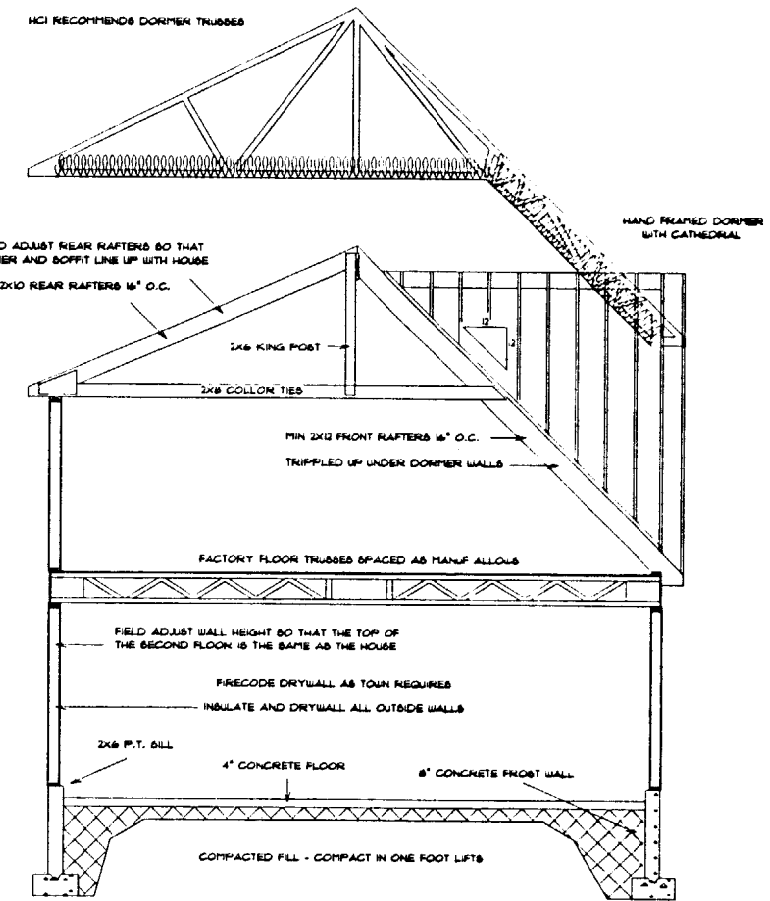 HCI RECOMMENDS DORMER TRUSSES
HAND FRAMED DORMER
WITH CATHEDRAL
ADJUST REAR RAFTERS SO THAT
AND SOFFIT LINE UP WITH HOUSE
2X10 REAR RAFTERS 16" O.C.
12
12
2X6 KING POST
2X8 COLLOR TIES
MIN 2X12 FRONT RAFTERS 16" O.C.
TRIPPLED UP UNDER DORMER WALLS
FACTORY FLOOR TRUSSES SPACED AS MANUF ALLOWS
FIELD ADJUST WALL HEIGHT SO THAT THE TOP OF
THE SECOND FLOOR IS THE SAME AS THE HOUSE
FIRECODE DRYWALL AS TOWN REQUIRES
INSULATE AND DRYWALL ALL OUTSIDE WALLS
2X6 P.T. SILL
4" CONCRETE FLOOR
8" CONCRETE FROST WALL
COMPACTED FILL - COMPACT IN ONE FOOT LIFTS